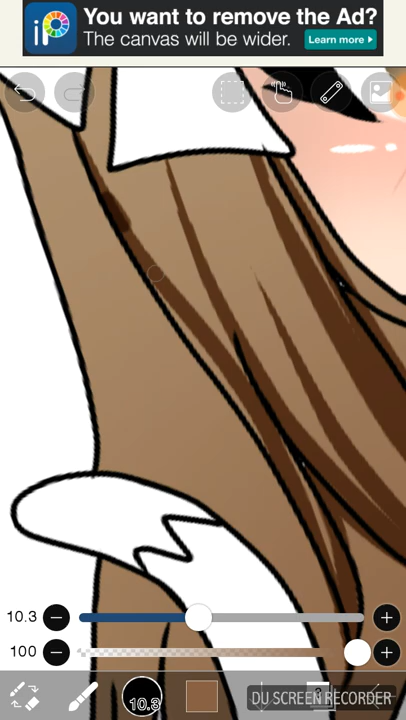 iP
You want to remove the Ad?
The canvas will be wider.
Learn more
10.3
100
10.3
DU SCREEN RECORDER